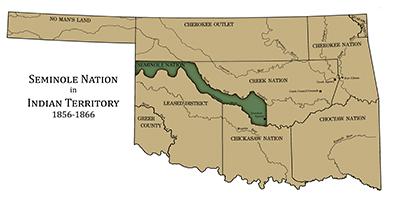 NO MAN'S LAND
CHEROKEE OUTLET
CHEROKEE NATION
SEMINOLE NATION
CREEK NATION
SEMINOLE NATION
in
INDIAN TERRITORY
1856-1866
LEASED DISTRICT
GREER
COUNTY
CHOCTAW NATION
CHICKASAW NATION